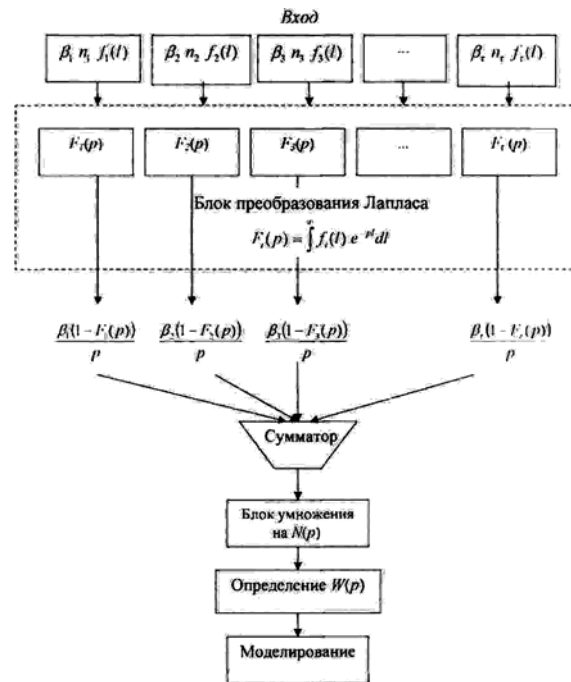 Вход
β₁ n₁ f₁(l) β₂ n₂ f₂(l) β₃ n₃ f₃(l) ... βᵣ nᵣ fᵣ(l)
F₁(p) F₂(p) F₃(p) ... Fᵣ(p)
Блок преобразования Лапласа
Fᵣ(p) = ∫ fᵣ(l) e⁻ᵖˡ dl
β₁(1 − F₁(p)) β₂(1 − F₂(p)) β₃(1 − F₃(p)) βᵣ(1 − Fᵣ(p))
p p p p
Сумматор
Блок умножения
на N(p)
Определение W(p)
Моделирование